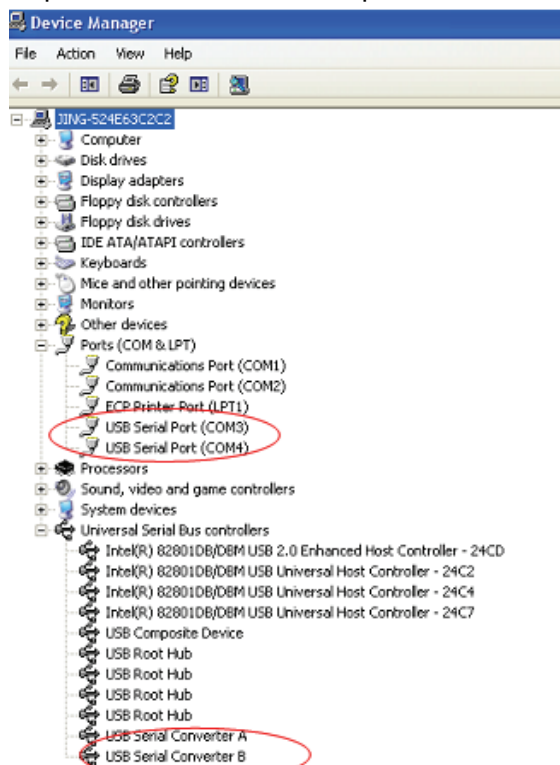 Device Manager
File Action View Help
JING-524E63C2C2
Computer
Disk drives
Display adapters
Floppy disk controllers
Floppy disk drives
IDE ATA/ATAPI controllers
Keyboards
Mice and other pointing devices
Monitors
Other devices
Ports (COM & LPT)
Communications Port (COM1)
Communications Port (COM2)
ECP Printer Port (LPT1)
USB Serial Port (COM3)
USB Serial Port (COM4)
Processors
Sound, video and game controllers
System devices
Universal Serial Bus controllers
Intel(R) 82801DB/DBM USB 2.0 Enhanced Host Controller - 24CD
Intel(R) 82801DB/DBM USB Universal Host Controller - 24C2
Intel(R) 82801DB/DBM USB Universal Host Controller - 24C4
Intel(R) 82801DB/DBM USB Universal Host Controller - 24C7
USB Composite Device
USB Root Hub
USB Root Hub
USB Root Hub
USB Root Hub
USB Serial Converter A
USB Serial Converter B